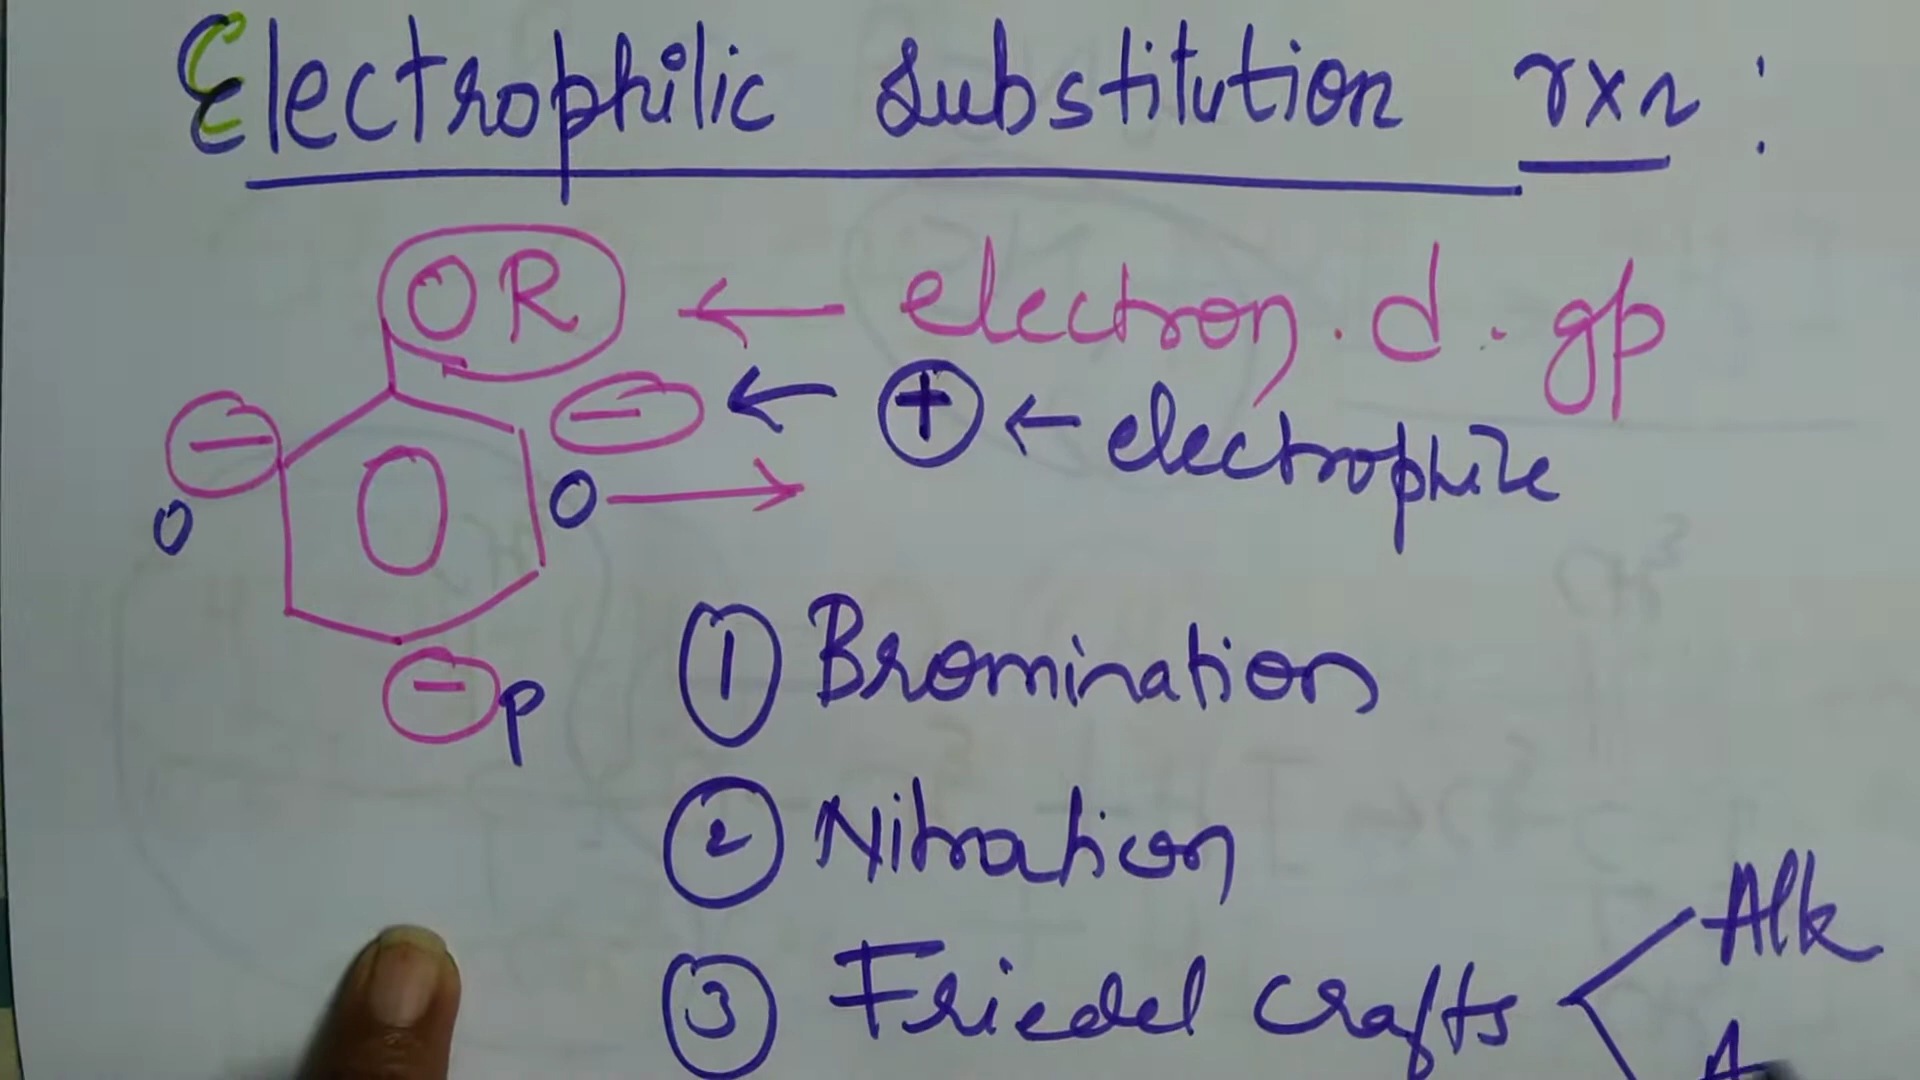 Electrophilic substitution rxn :
OR ← electron. d. gp
⊖ ⊖ ← ⊕ ← electrophile
o O →
⊖ p
① Bromination
② Nitration
Alk
③ Friedel crafts
A